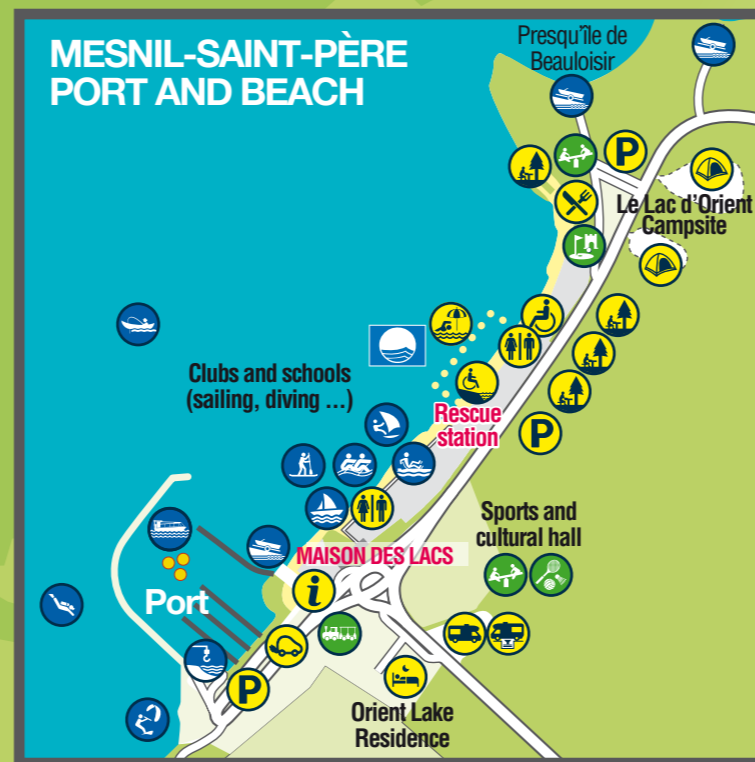 MESNIL-SAINT-PÈRE
PORT AND BEACH
Presqu'île de
Beauloisir
P
Le Lac d'Orient
Campsite
Clubs and schools
(sailing, diving ...)
Rescue
station
P
Sports and
cultural hall
MAISON DES LACS
i
Port
P
Orient Lake
Residence